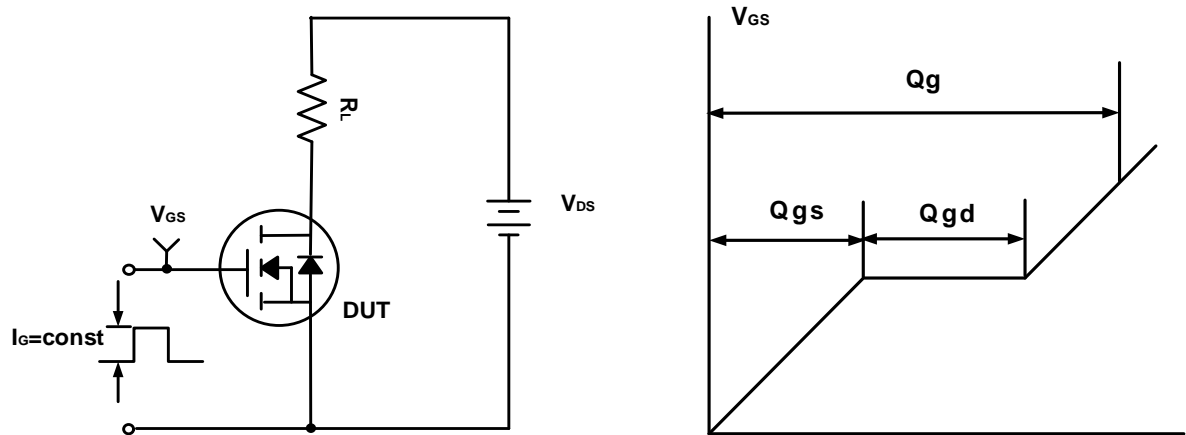 RL
VGS
VDS
DUT
IG=const
VGS
Qg
Qgs
Qgd